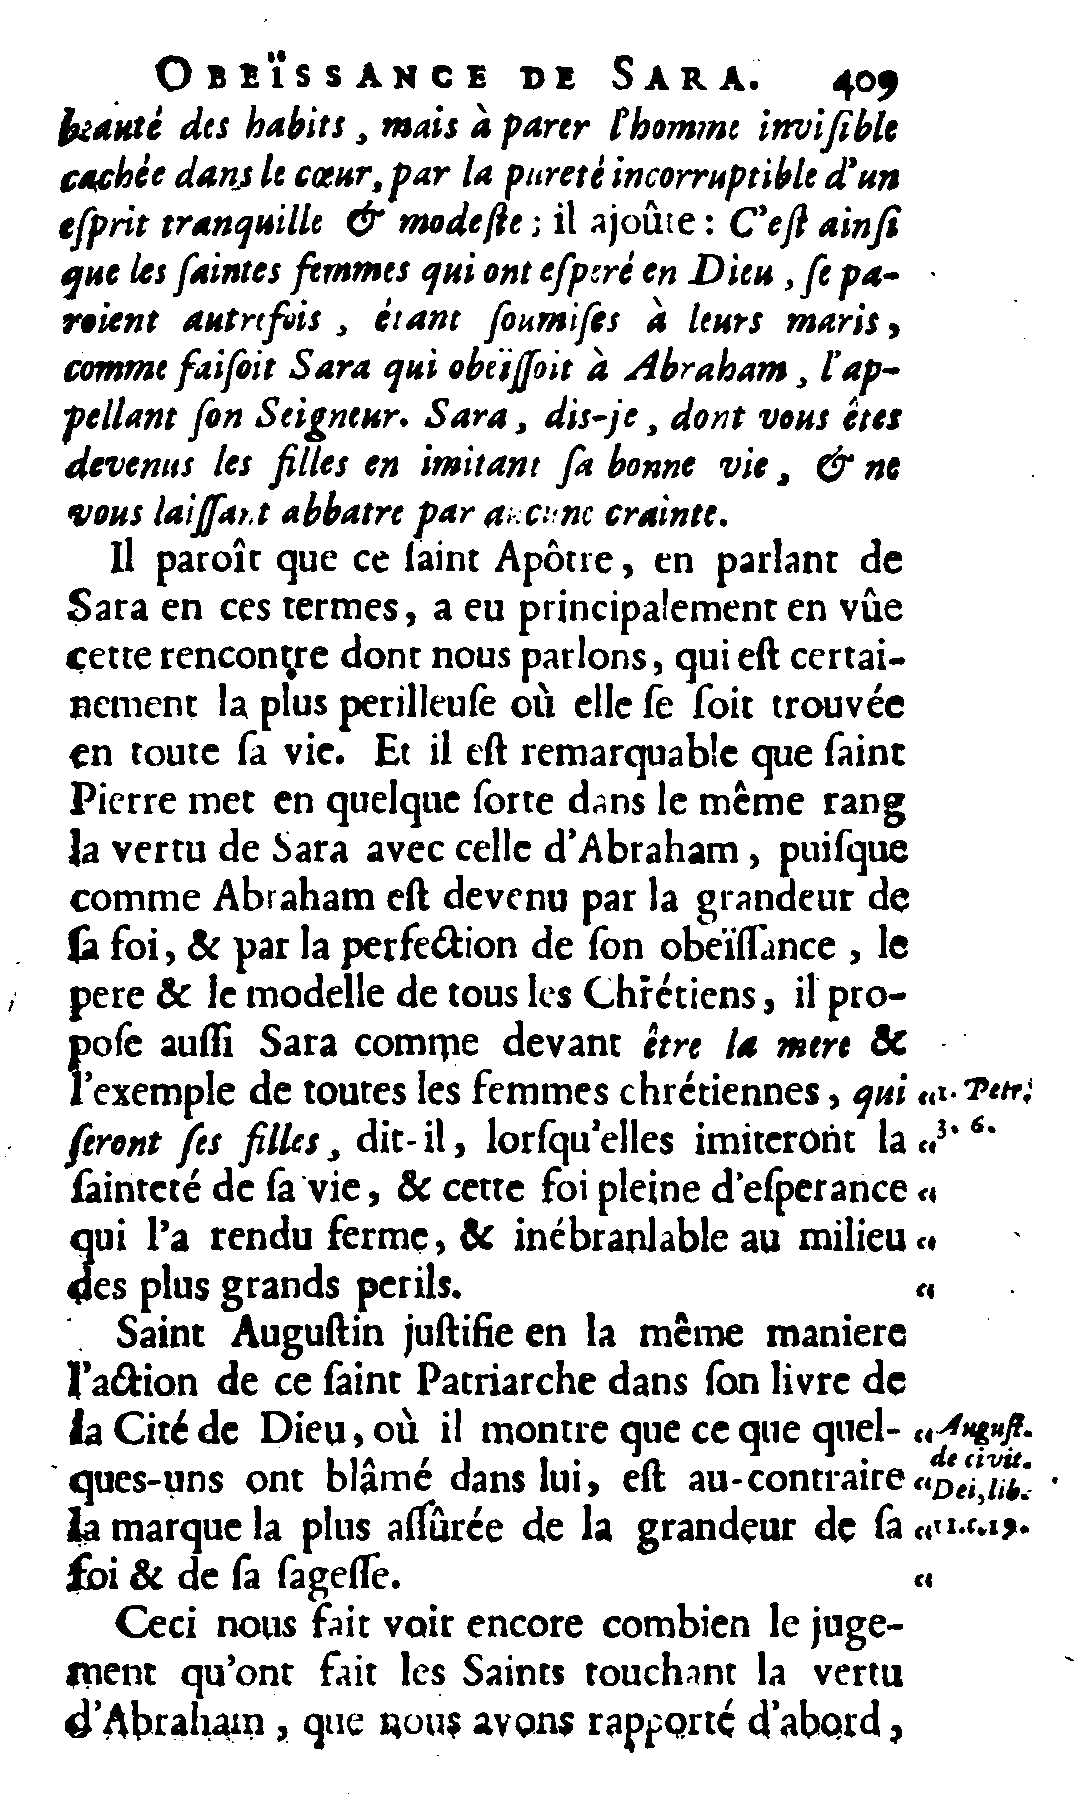 OBEÏSSANCE DE SARA. 409
beauté des habits, mais à parer l'homme inviſible
cachée dans le cœur, par la pureté incorruptible d'un
eſprit tranquille & modeſte; il ajoûte: C'eſt ainſi
que les ſaintes femmes qui ont eſperé en Dieu, ſe pa-
roient autrefois, étant ſoumiſes à leurs maris,
comme faiſoit Sara qui obeïſſoit à Abraham, l'ap-
pellant ſon Seigneur. Sara, dis-je, dont vous êtes
devenus les filles en imitant ſa bonne vie, & ne
vous laiſſant abbatre par aucune crainte.
Il paroît que ce ſaint Apôtre, en parlant de
Sara en ces termes, a eu principalement en vûe
cette rencontre dont nous parlons, qui eſt certai-
nement la plus perilleuſe où elle ſe ſoit trouvée
en toute ſa vie. Et il eſt remarquable que ſaint
Pierre met en quelque ſorte dans le même rang
la vertu de Sara avec celle d'Abraham, puiſque
comme Abraham eſt devenu par la grandeur de
ſa foi, & par la perfection de ſon obeïſſance, le
pere & le modelle de tous les Chrétiens, il pro-
poſe auſſi Sara comme devant être la mere &
l'exemple de toutes les femmes chrétiennes, qui “1. Petr.
ſeront ſes filles, dit-il, lorſqu'elles imiteront la “3. 6.
ſainteté de ſa vie, & cette foi pleine d'eſperance “
qui l'a rendu ferme, & inébranlable au milieu “
des plus grands perils. “
Saint Auguſtin juſtifie en la même maniere
l'action de ce ſaint Patriarche dans ſon livre de
la Cité de Dieu, où il montre que ce que quel- “Auguſt.
de civit.
ques-uns ont blâmé dans lui, eſt au-contraire “Dei, lib.
la marque la plus aſſûrée de la grandeur de ſa “11.c.19.
foi & de ſa ſageſſe. “
Ceci nous fait voir encore combien le juge-
ment qu'ont fait les Saints touchant la vertu
d'Abraham, que nous avons rapporté d'abord,